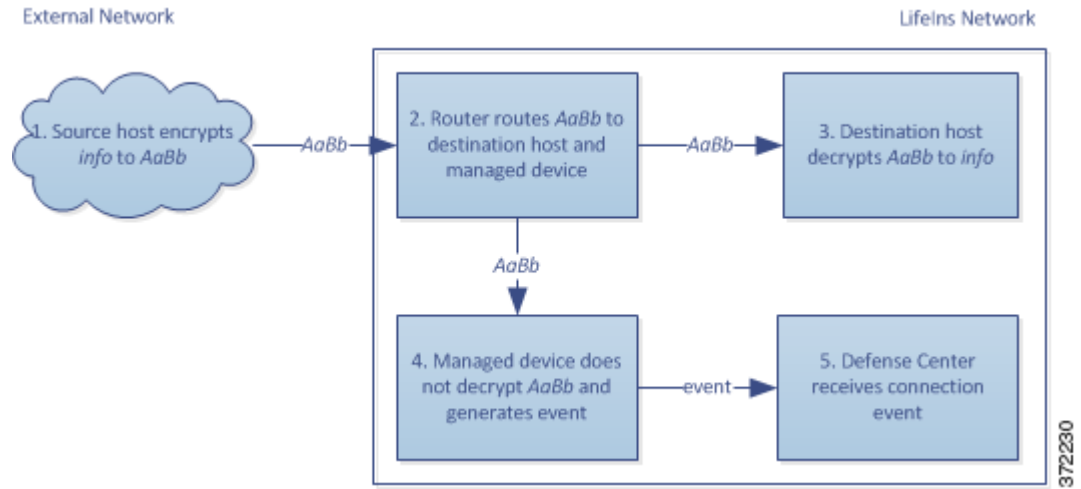 External Network
LifeIns Network
1. Source host encrypts
info to AaBb
AaBb
2. Router routes AaBb to
destination host and
managed device
AaBb
3. Destination host
decrypts AaBb to info
AaBb
4. Managed device does
not decrypt AaBb and
generates event
event
5. Defense Center
receives connection
event
372230